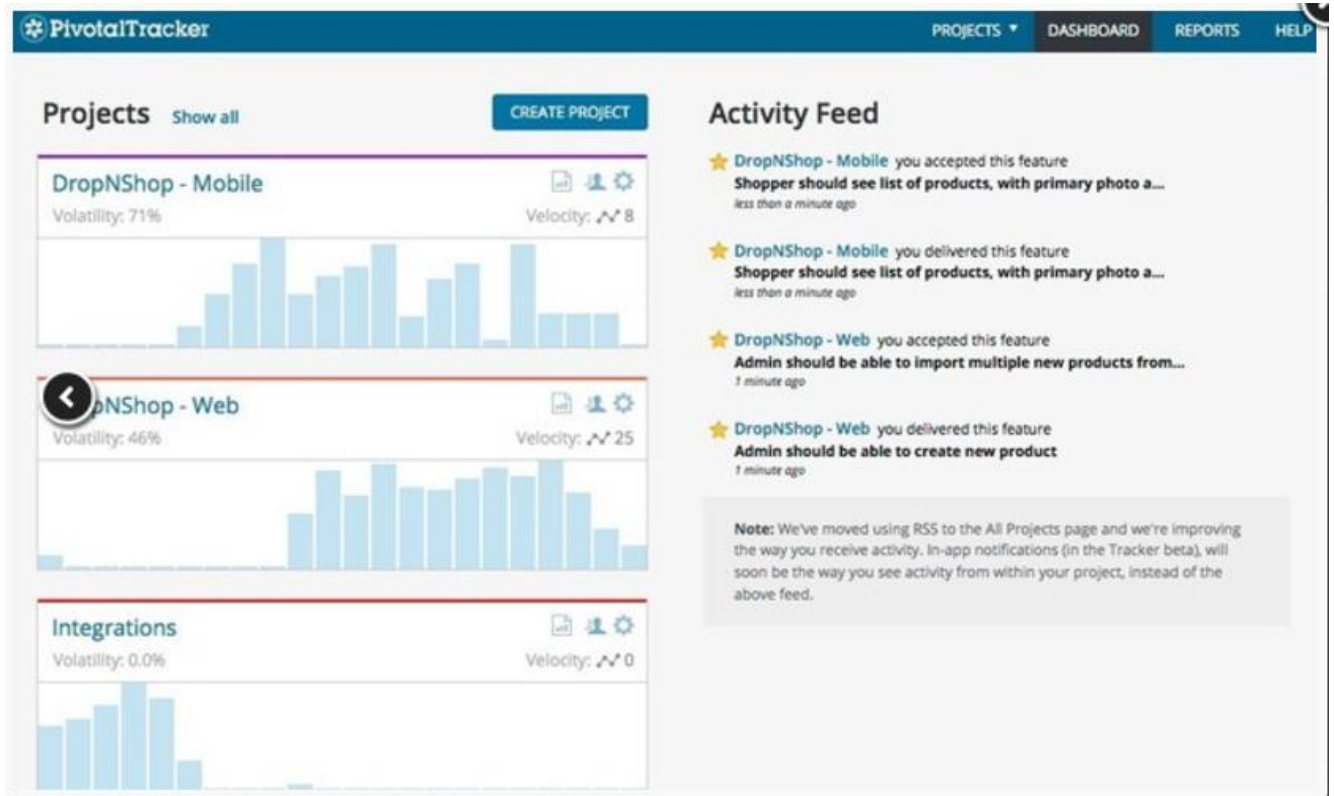 PivotalTracker
PROJECTS ▼ DASHBOARD REPORTS HELP
Projects Show all
CREATE PROJECT
DropNShop - Mobile
Volatility: 71%
Velocity: 8
NShop - Web
Volatility: 46%
Velocity: 25
Integrations
Volatility: 0.0%
Velocity: 0
Activity Feed
DropNShop - Mobile you accepted this feature
Shopper should see list of products, with primary photo a...
less than a minute ago
DropNShop - Mobile you delivered this feature
Shopper should see list of products, with primary photo a...
less than a minute ago
DropNShop - Web you accepted this feature
Admin should be able to import multiple new products from...
1 minute ago
DropNShop - Web you delivered this feature
Admin should be able to create new product
1 minute ago
Note: We've moved using RSS to the All Projects page and we're improving
the way you receive activity. In-app notifications (in the Tracker beta), will
soon be the way you see activity from within your project, instead of the
above feed.